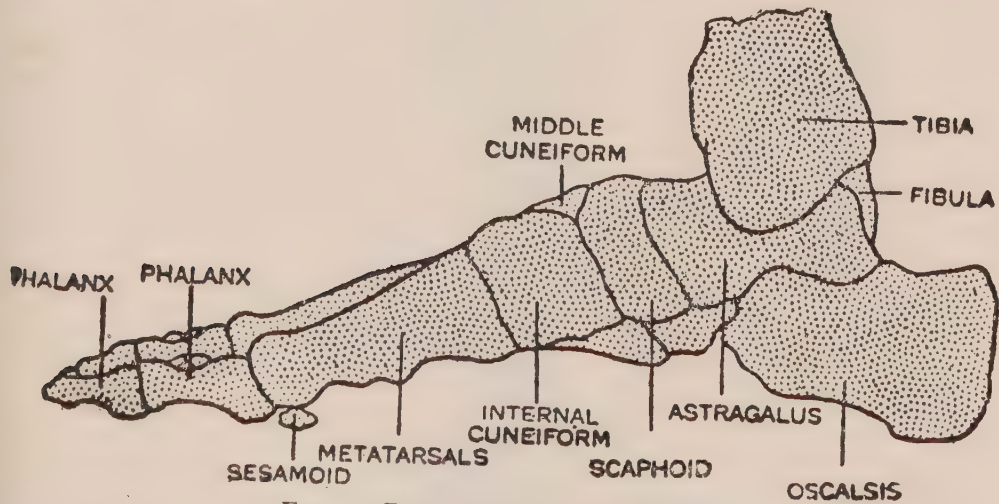 TIBIA
MIDDLE
CUNEIFORM
FIBULA
PHALANX
PHALANX
INTERNAL
CUNEIFORM
ASTRAGALUS
METATARSALS
SCAPHOID
SESAMOID
OSCALSIS